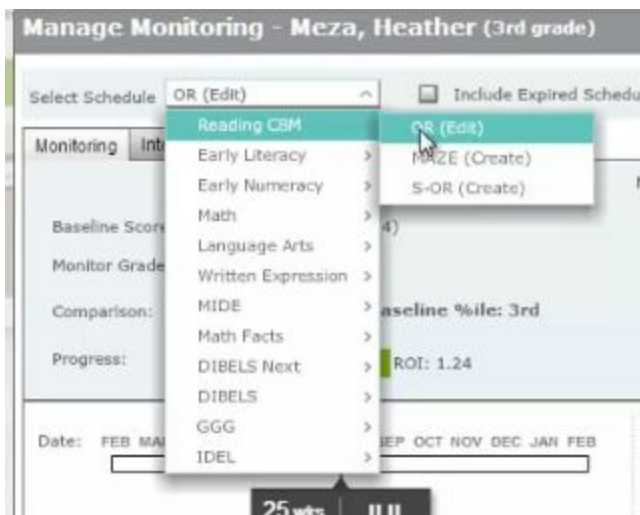 Manage Monitoring - Meza, Heather (3rd grade)
Select Schedule OR (Edit) Include Expired Schedu
Reading CBM OR (Edit)
Monitoring Int
Early Literacy MAZE (Create)
Early Numeracy S-OR (Create)
Math
Baseline Score 4)
Language Arts
Monitor Grade
Written Expression
MIDE
Comparison: aseline %ile: 3rd
Math Facts
Progress: ROI: 1.24
DIBELS Next
DIBELS
GGG
Date: FEB MA SEP OCT NOV DEC JAN FEB
IDEL
25 wks